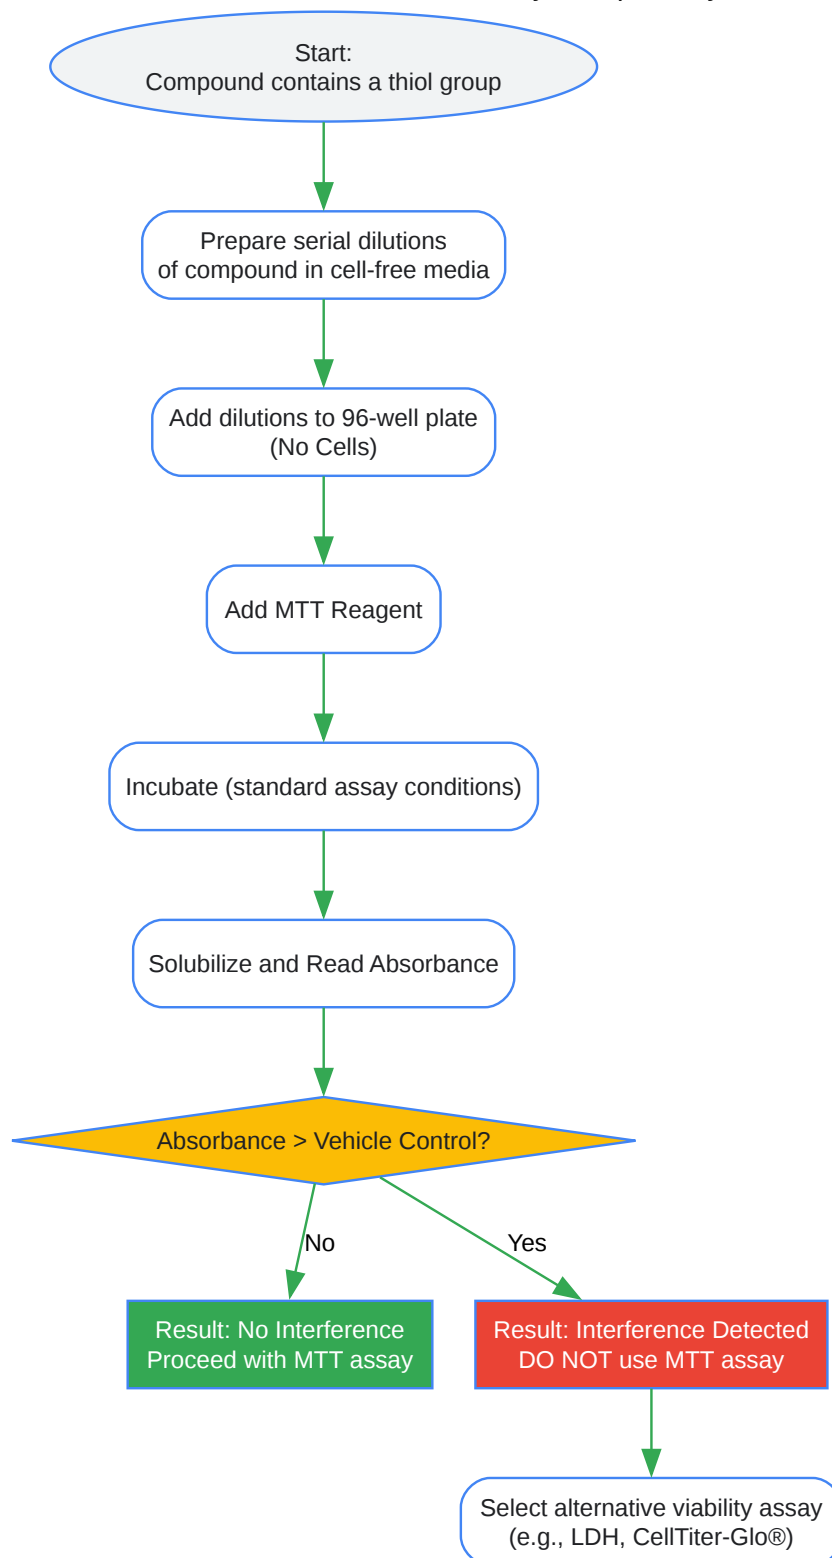 Start:
Compound contains a thiol group
Prepare serial dilutions
of compound in cell-free media
Add dilutions to 96-well plate
(No Cells)
Add MTT Reagent
Incubate (standard assay conditions)
Solubilize and Read Absorbance
Absorbance > Vehicle Control?
No
Yes
Result: No Interference
Proceed with MTT assay
Result: Interference Detected
DO NOT use MTT assay
Select alternative viability assay
(e.g., LDH, CellTiter-Glo®)